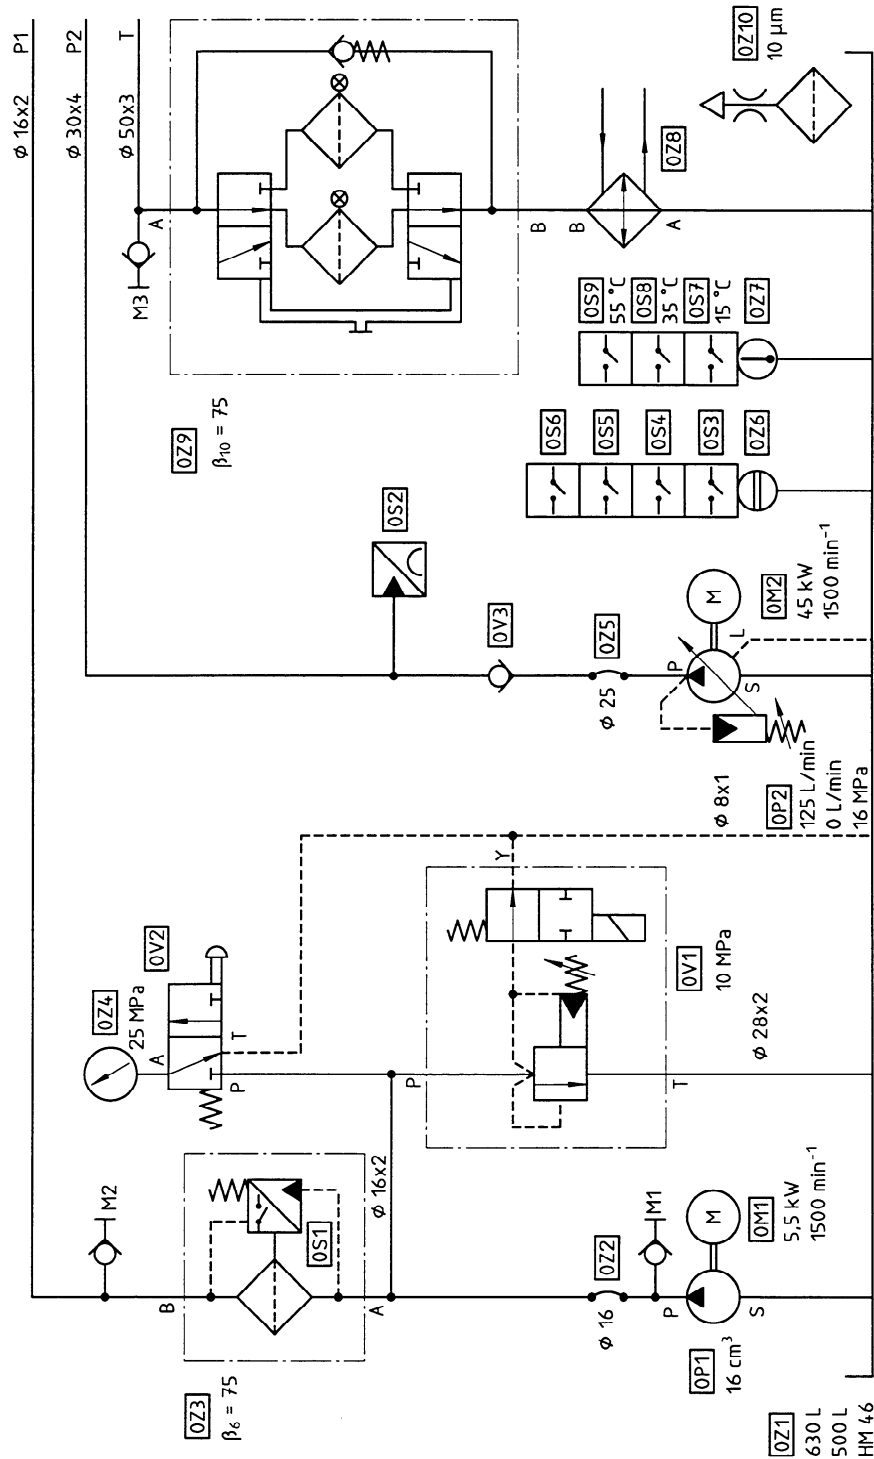 P1
ϕ 16x2
P2
ϕ 30x4
T
ϕ 50x3
A
M3
0Z9
β10 = 75
B
B
A
0Z8
0Z10
10 µm
0S9
55 °C
0S8
35 °C
0S7
15 °C
0Z7
0S6
0S5
0S4
0S3
0Z6
0S2
0V3
0Z5
ϕ 25
P
S
L
M
0M2
45 kW
1500 min⁻¹
0P2
125 L/min
0 L/min
16 MPa
ϕ 8x1
Y
0V2
0Z4
25 MPa
A
T
P
0V1
10 MPa
P
T
ϕ 28x2
M2
B
0S1
A
ϕ 16x2
0Z3
β6 = 75
0Z2
ϕ 16
M1
P
S
M
0M1
5,5 kW
1500 min⁻¹
0P1
16 cm³
0Z1
630 L
500 L
HM 46